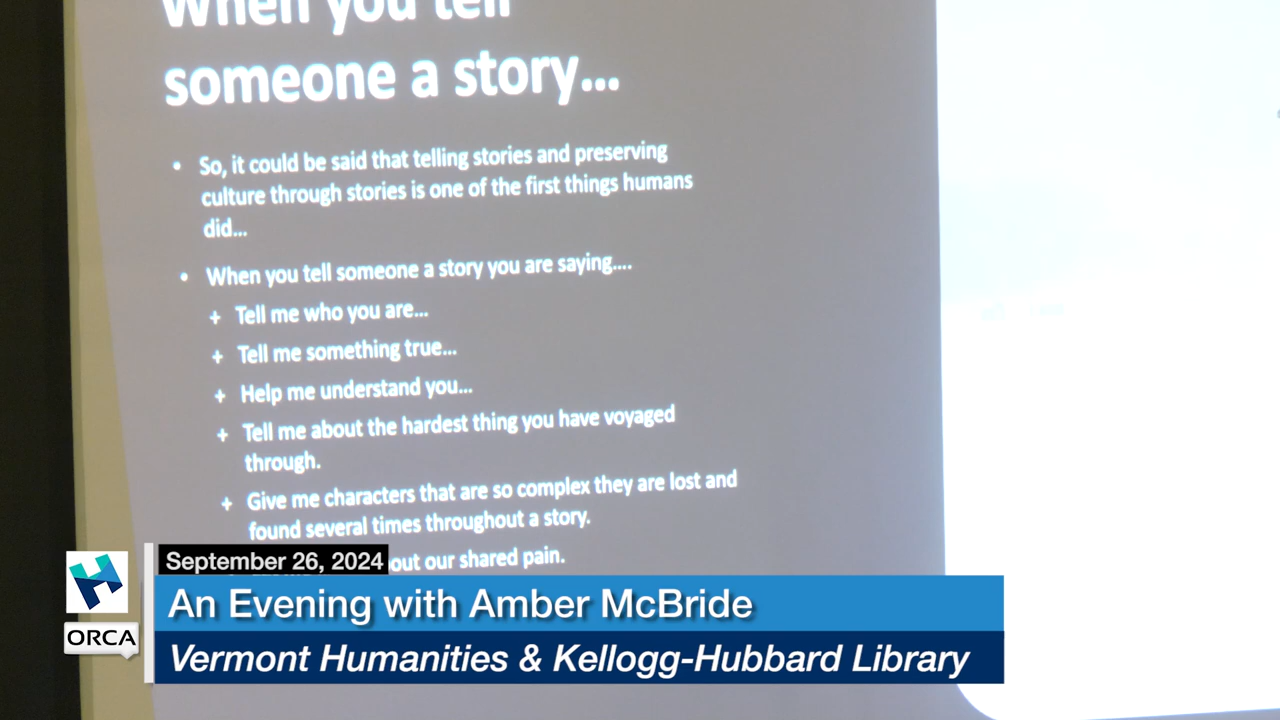 When you tell
someone a story...
• So, it could be said that telling stories and preserving
culture through stories is one of the first things humans
did...
• When you tell someone a story you are saying....
+ Tell me who you are...
+ Tell me something true...
+ Help me understand you...
+ Tell me about the hardest thing you have voyaged
through.
+ Give me characters that are so complex they are lost and
found several times throughout a story.
our shared pain.
September 26, 2024
An Evening with Amber McBride
ORCA
Vermont Humanities & Kellogg-Hubbard Library